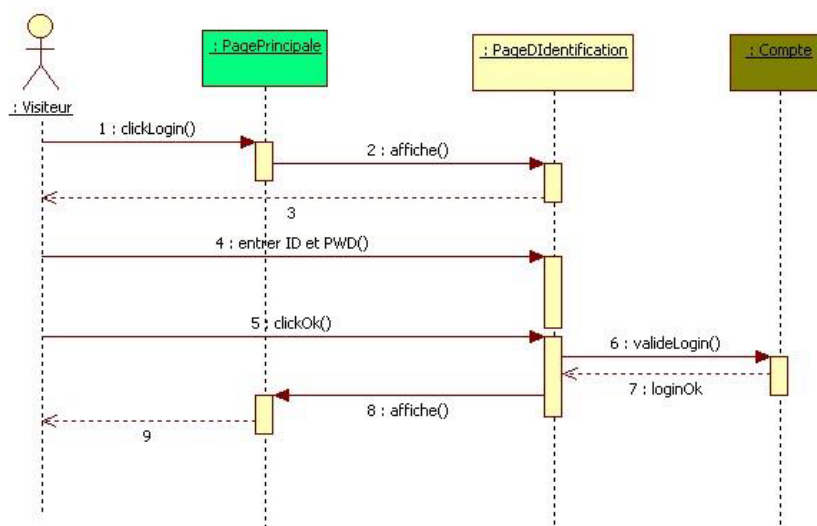 : PagePrincipale
: PageDIdentification
: Compte
: Visiteur
1 : clickLogin()
2 : affiche()
3
4 : entrer ID et PWD()
5 : clickOk()
6 : valideLogin()
7 : loginOk
8 : affiche()
9